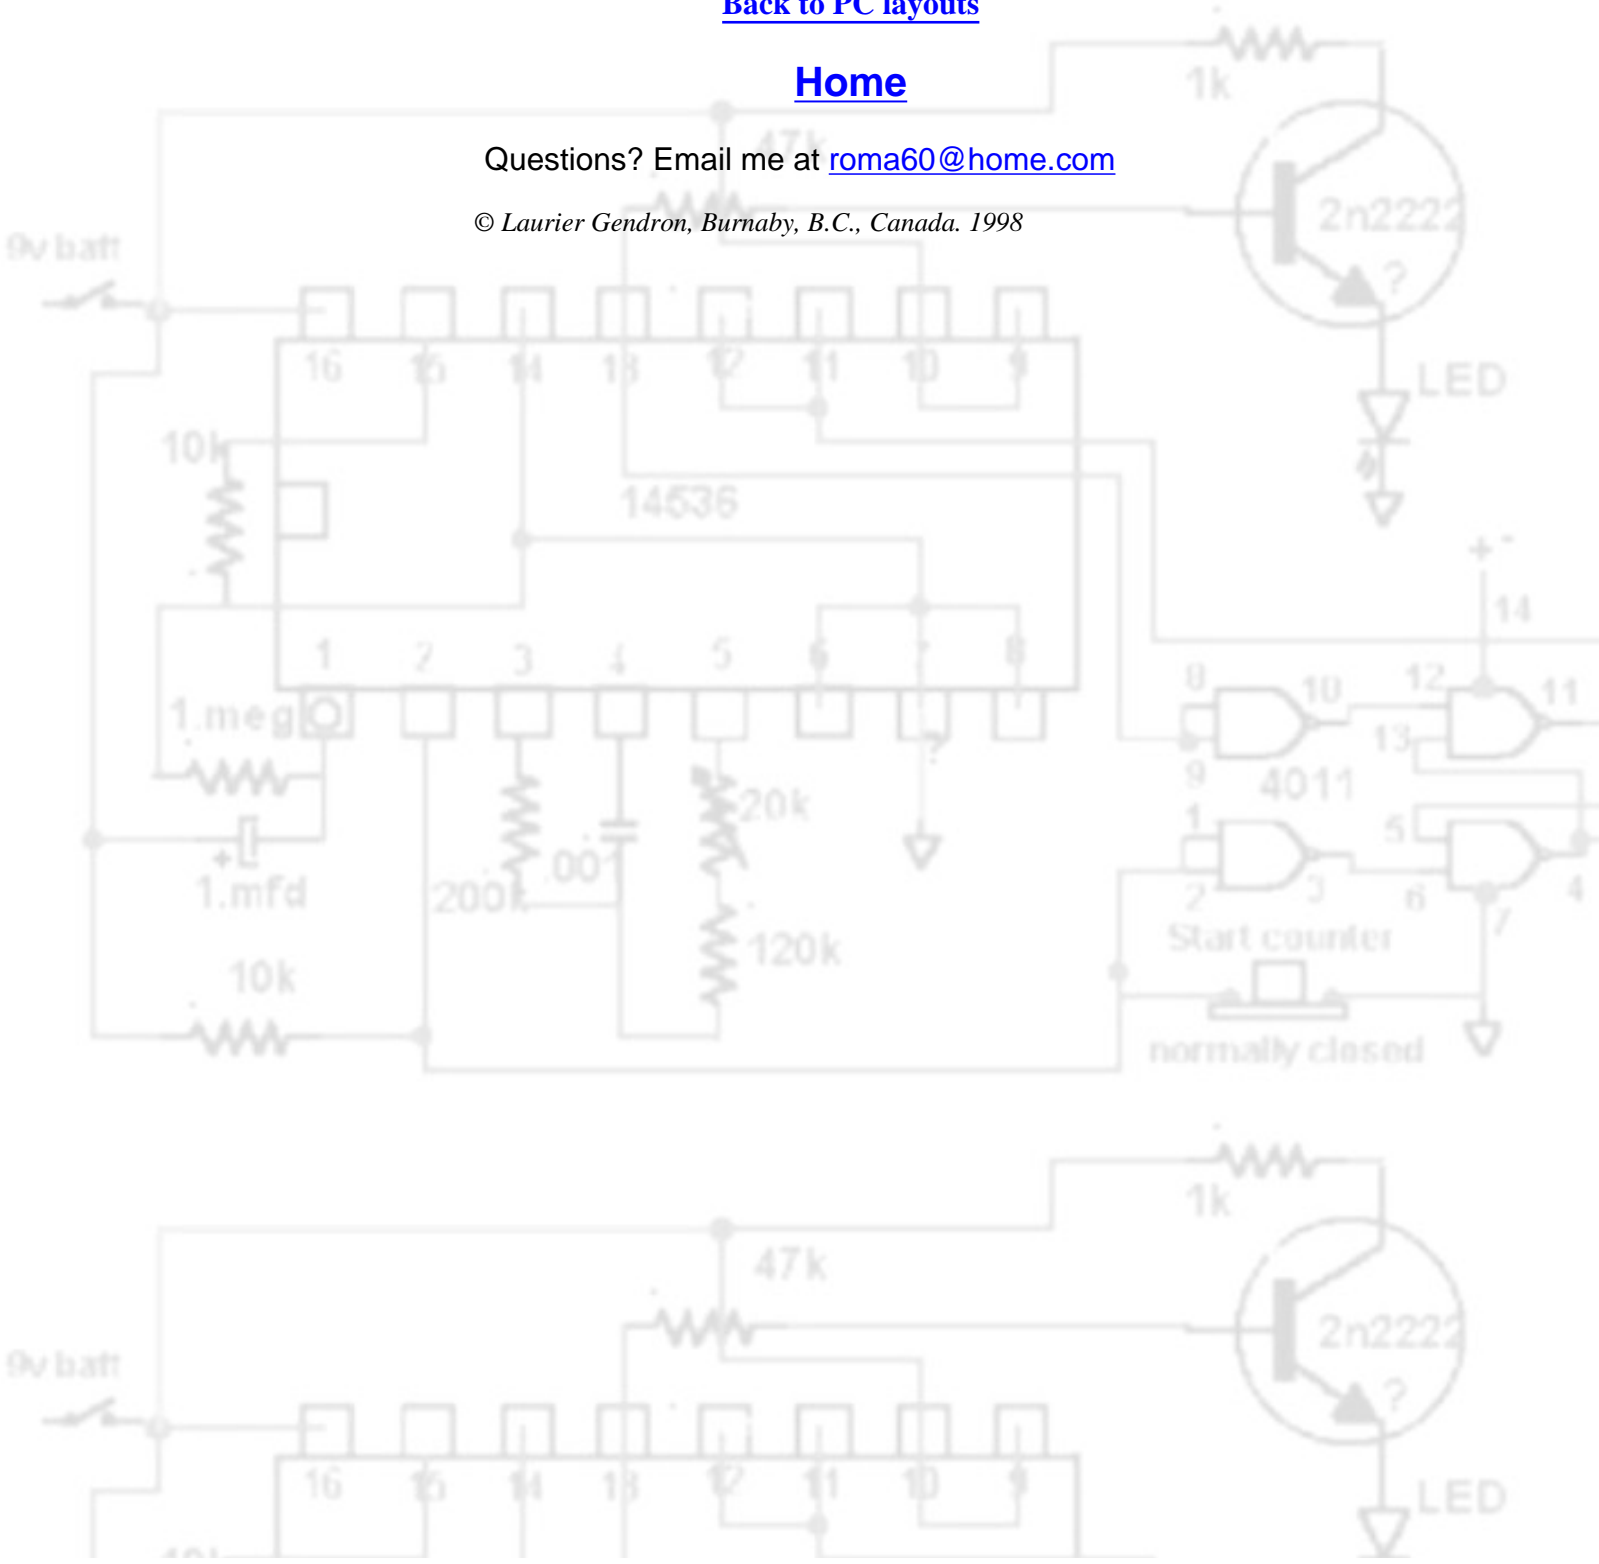 Back to PC layouts
Home
1k
47k
Questions? Email me at roma60@home.com
2n2222
© Laurier Gendron, Burnaby, B.C., Canada. 1998
9v batt
?
16 15 14 13 12 11 10 9
LED
10k
14536
+ -
14
1 2 3 4 5 6 7 8
8 10 12 11
1.meg
13
?
9 4011
20k
1 5
+
.001
1.mfd
200k
2 3 6 4
7
Start counter
120k
10k
normally closed
1k
47k
2n2222
9v batt
?
16 15 14 13 12 11 10 9
LED